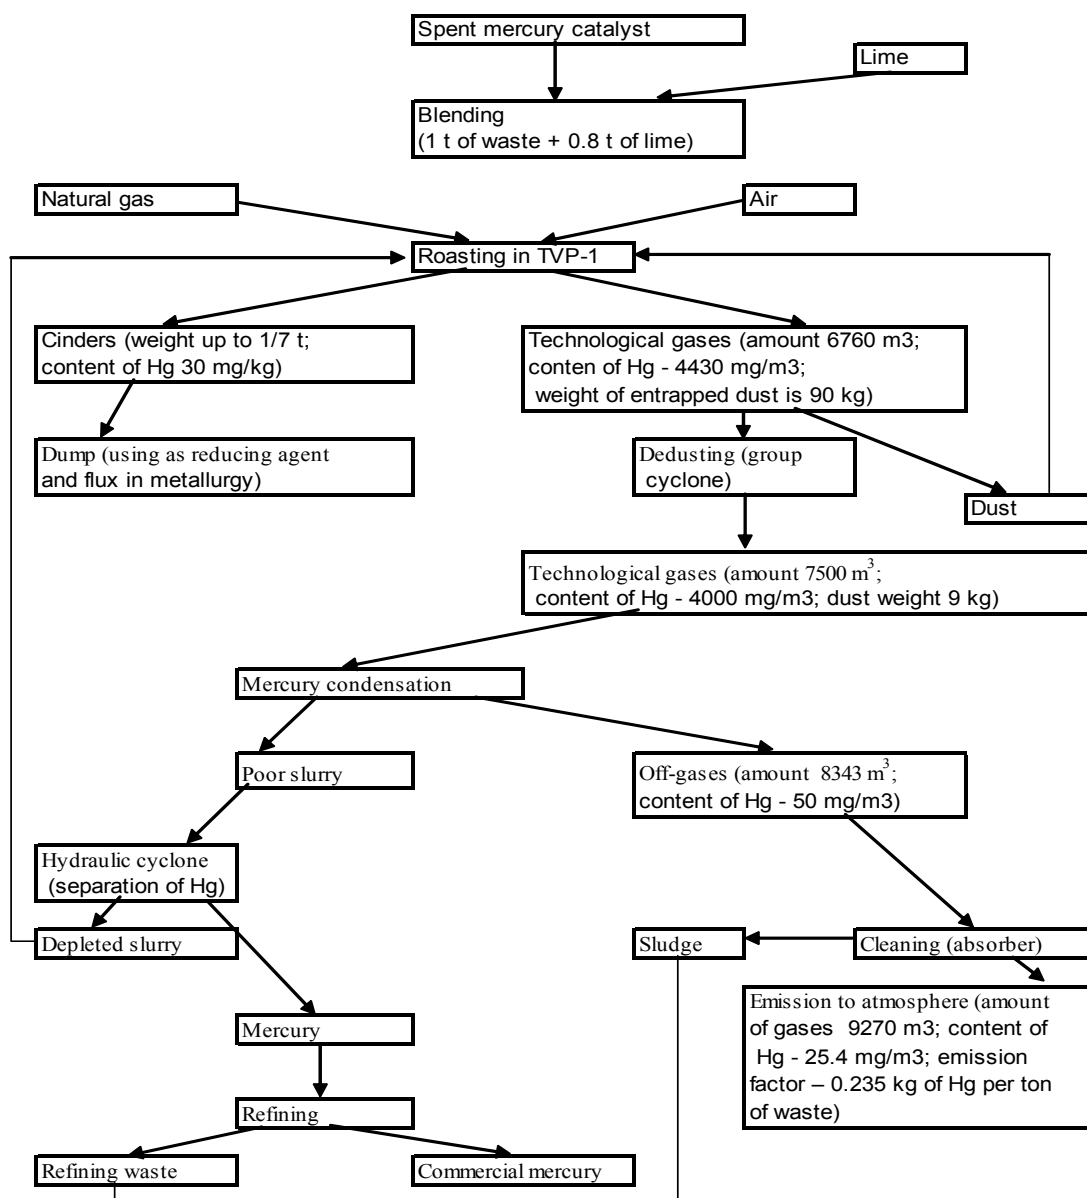 Spent mercury catalyst
Lime
Blending
(1 t of waste + 0.8 t of lime)
Natural gas
Air
Roasting in TVP-1
Cinders (weight up to 1/7 t;
content of Hg 30 mg/kg)
Technological gases (amount 6760 m3;
conten of Hg - 4430 mg/m3;
weight of entrapped dust is 90 kg)
Dump (using as reducing agent
and flux in metallurgy)
Dedusting (group
cyclone)
Dust
Technological gases (amount 7500 m³;
content of Hg - 4000 mg/m3; dust weight 9 kg)
Mercury condensation
Poor slurry
Off-gases (amount 8343 m³;
content of Hg - 50 mg/m3)
Hydraulic cyclone
(separation of Hg)
Depleted slurry
Sludge
Cleaning (absorber)
Emission to atmosphere (amount
of gases 9270 m3; content of
Hg - 25.4 mg/m3; emission
factor – 0.235 kg of Hg per ton
of waste)
Mercury
Refining
Refining waste
Commercial mercury